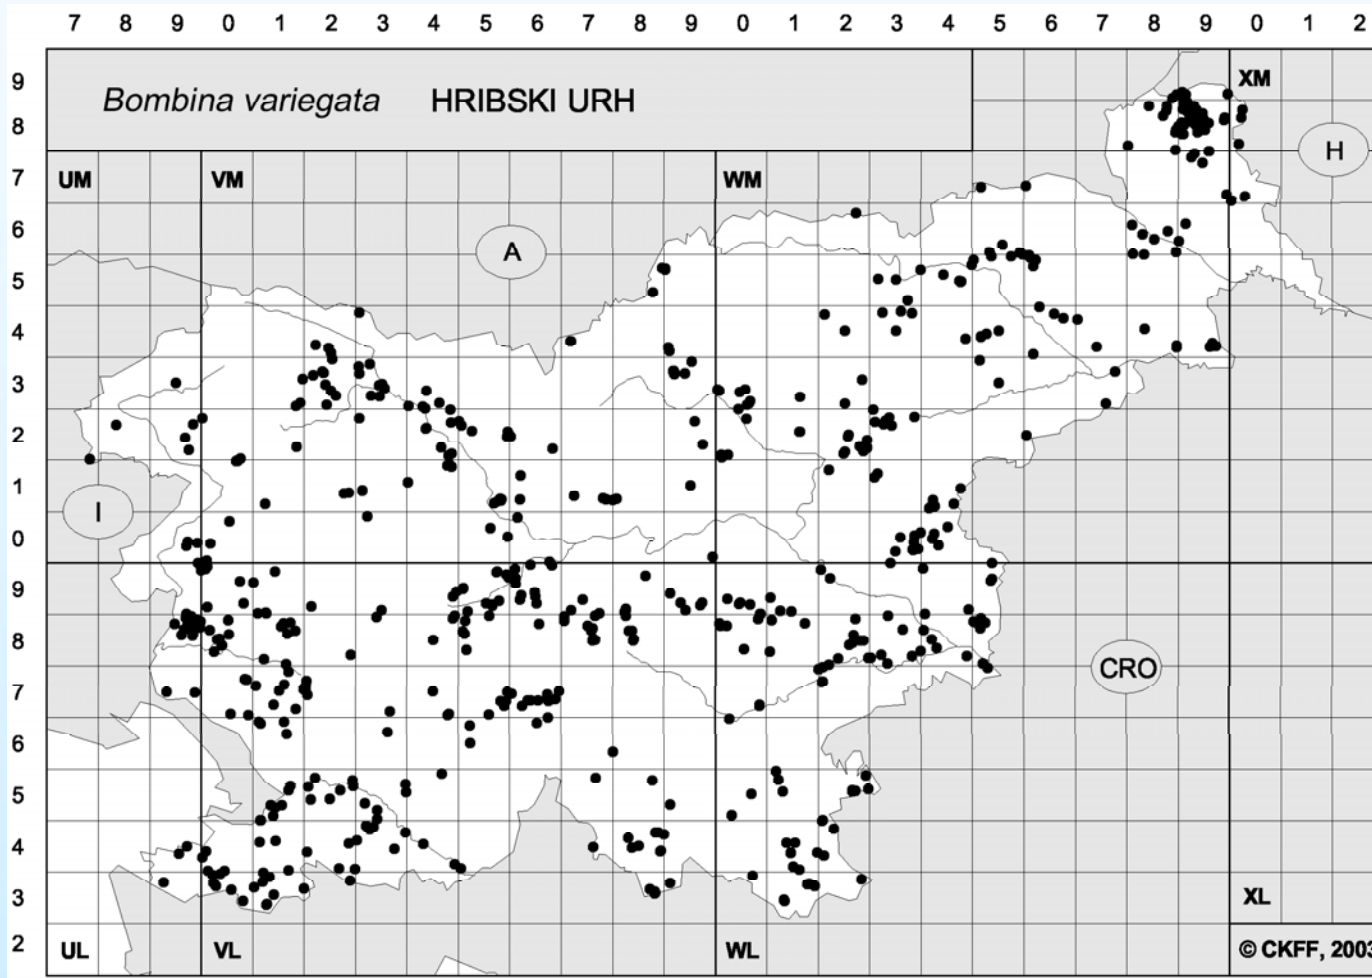 7 8 9 0 1 2 3 4 5 6 7 8 9 0 1 2 3 4 5 6 7 8 9 0 1 2
9 XM
Bombina variegata HRIBSKI URH
8
H
7 UM VM WM
6
A
5
4
3
2
1
I
0
9
8
CRO
7
6
5
4
3 XL
2 UL VL WL © CKFF, 2003